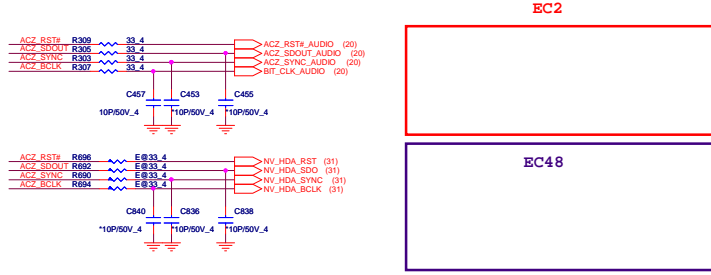 EC2
ACZ_RST# R309 33_4 ACZ_RST#_AUDIO (20)
ACZ_SDOUT R305 33_4 ACZ_SDOUT_AUDIO (20)
ACZ_SYNC R303 33_4 ACZ_SYNC_AUDIO (20)
ACZ_BCLK R307 33_4 BIT_CLK_AUDIO (20)
C457 C453 C455
10P/50V_4 *10P/50V_4 *10P/50V_4
EC48
ACZ_RST# R696 E@33_4 NV_HDA_RST (31)
ACZ_SDOUT R692 E@33_4 NV_HDA_SDO (31)
ACZ_SYNC R690 E@33_4 NV_HDA_SYNC (31)
ACZ_BCLK R694 E@33_4 NV_HDA_BCLK (31)
C840 C836 C838
*10P/50V_4 *10P/50V_4 *10P/50V_4